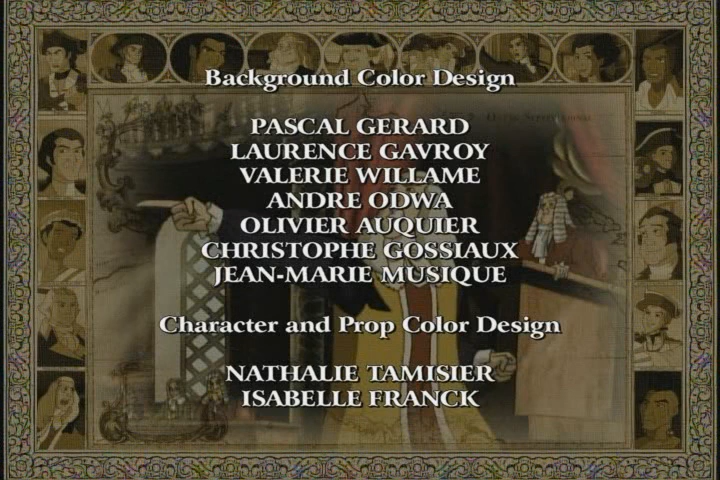 Background Color Design
PASCAL GERARD
LAURENCE GAVROY
VALERIE WILLAME
ANDRE ODWA
OLIVIER AUQUIER
CHRISTOPHE GOSSIAUX
JEAN-MARIE MUSIQUE
Character and Prop Color Design
NATHALIE TAMISIER
ISABELLE FRANCK